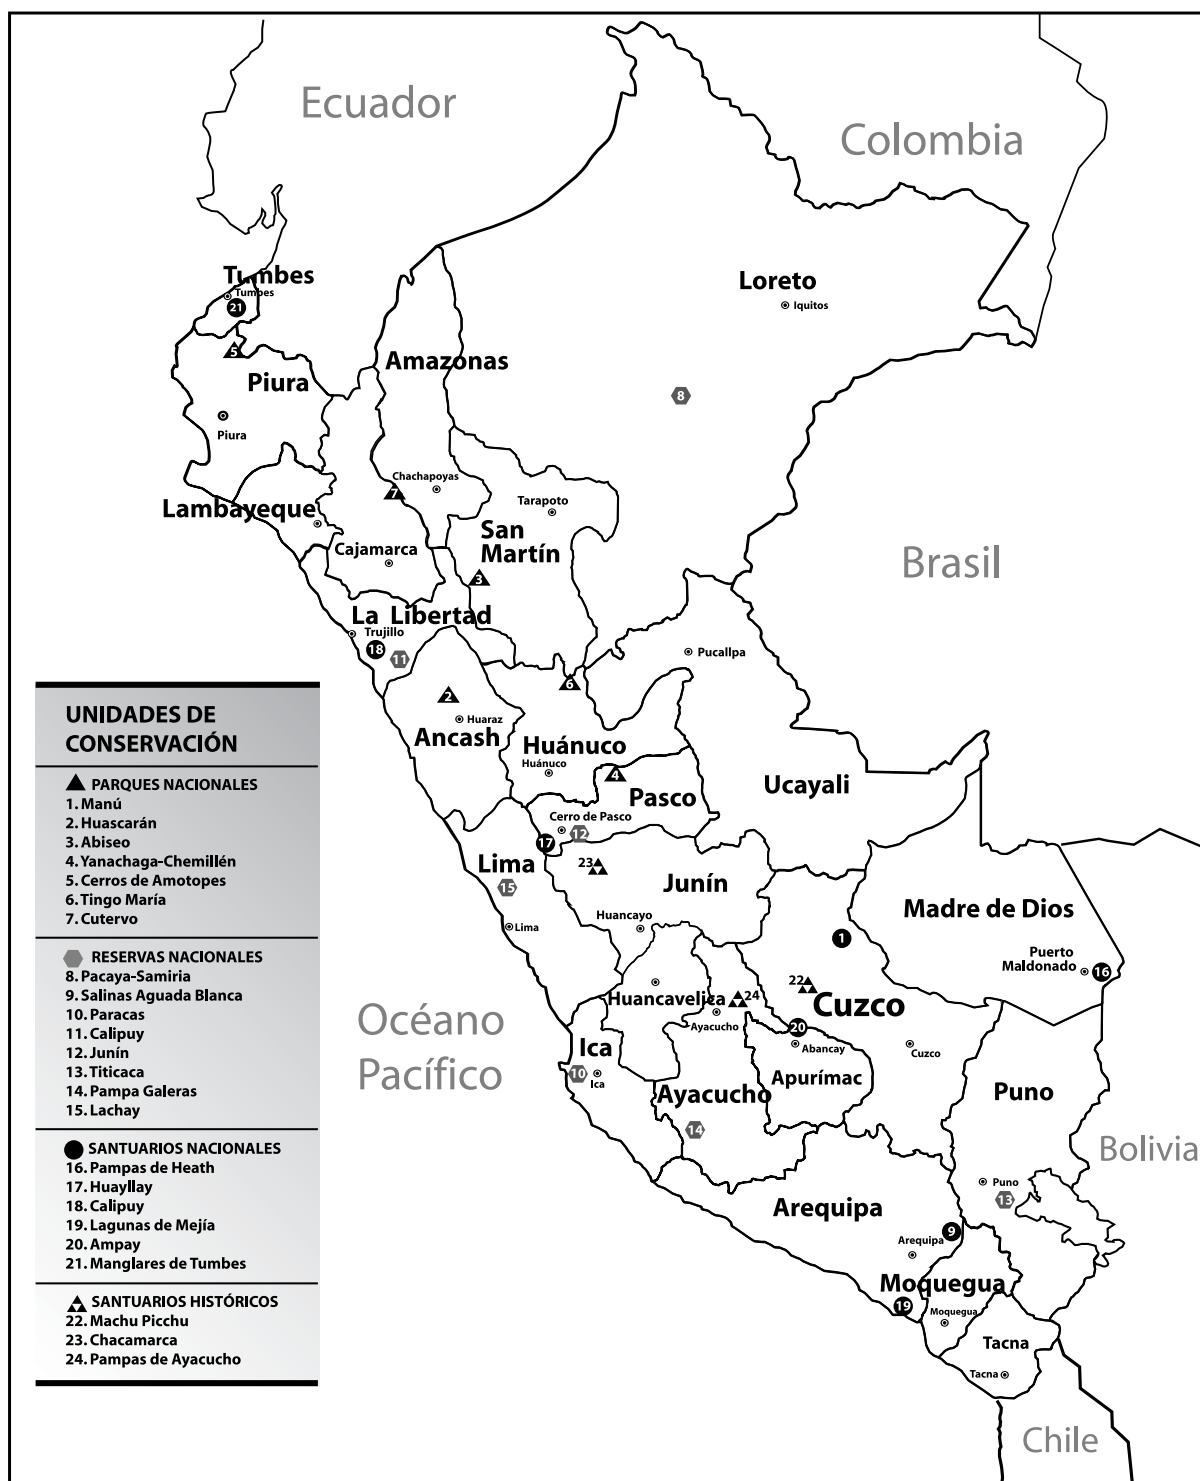 Ecuador
Colombia
Tumbes
Tumbes
21
Loreto
Iquitos
5
Piura
Piura
Amazonas
8
Chachapoyas
7
Lambayeque
Tarapoto
San
Martín
Cajamarca
3
Brasil
La Libertad
Trujillo
18
11
Pucallpa
6
2
Huaraz
Ancash
Huánuco
Huánuco
4
Pasco
Ucayali
Cerro de Pasco
12
17
Lima
15
Lima
23
Junín
Huancayo
Madre de Dios
Puerto
Maldonado
16
1
22
Cuzco
Cuzco
Huancavelica
24
Ayacucho
20
Abancay
Apurímac
Océano
Pacífico
Ica
10
Ica
Ayacucho
14
Puno
Bolivia
Puno
13
Arequipa
Arequipa
9
Moquegua
19
Moquegua
Tacna
Tacna
Chile
UNIDADES DE
CONSERVACIÓN
PARQUES NACIONALES
1. Manú
2. Huascarán
3. Abiseo
4. Yanachaga-Chemillén
5. Cerros de Amotopes
6. Tingo María
7. Cutervo
RESERVAS NACIONALES
8. Pacaya-Samiria
9. Salinas Aguada Blanca
10. Paracas
11. Calipuy
12. Junín
13. Titicaca
14. Pampa Galeras
15. Lachay
SANTUARIOS NACIONALES
16. Pampas de Heath
17. Huayllay
18. Calipuy
19. Lagunas de Mejía
20. Ampay
21. Manglares de Tumbes
SANTUARIOS HISTÓRICOS
22. Machu Picchu
23. Chacamarca
24. Pampas de Ayacucho